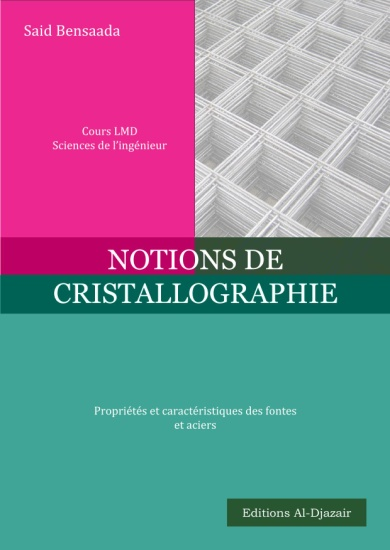 Said Bensaada
Cours LMD
Sciences de l'ingénieur
NOTIONS DE
CRISTALLOGRAPHIE
Propriétés et caractéristiques des fontes
et aciers
Editions Al-Djazair